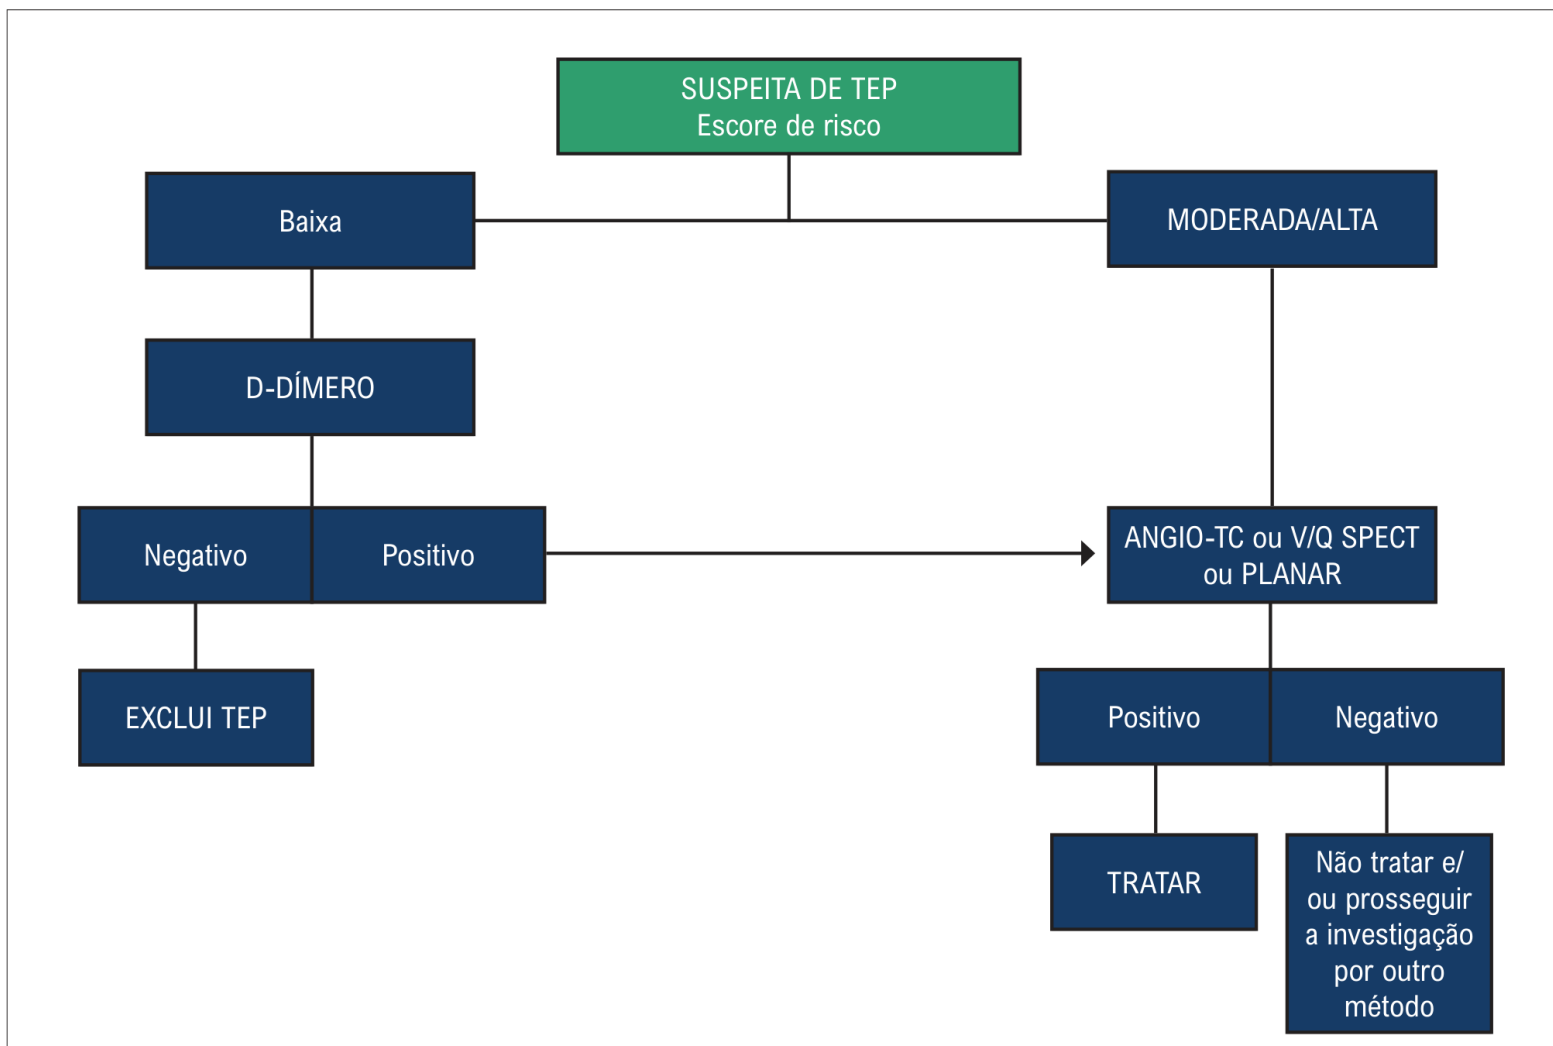 SUSPEITA DE TEP
Escore de risco
Baixa
MODERADA/ALTA
D-DÍMERO
Negativo
Positivo
ANGIO-TC ou V/Q SPECT
ou PLANAR
EXCLUI TEP
Positivo
Negativo
TRATAR
Não tratar e/
ou prosseguir
a investigação
por outro
método